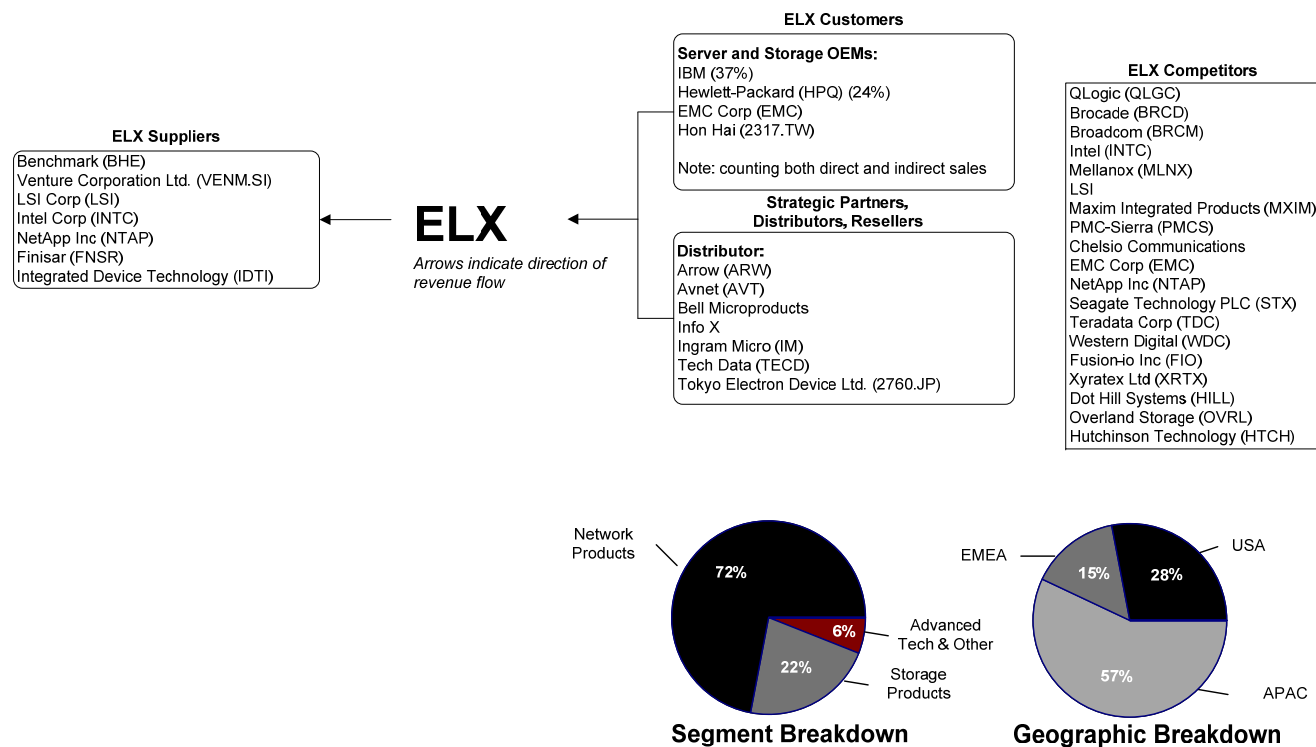 ELX Customers
Server and Storage OEMs:
IBM (37%)
Hewlett-Packard (HPQ) (24%)
EMC Corp (EMC)
Hon Hai (2317.TW)
Note: counting both direct and indirect sales
ELX Competitors
QLogic (QLGC)
Brocade (BRCD)
Broadcom (BRCM)
Intel (INTC)
Mellanox (MLNX)
LSI
Maxim Integrated Products (MXIM)
PMC-Sierra (PMCS)
Chelsio Communications
EMC Corp (EMC)
NetApp Inc (NTAP)
Seagate Technology PLC (STX)
Teradata Corp (TDC)
Western Digital (WDC)
Fusion-io Inc (FIO)
Xyratex Ltd (XRTX)
Dot Hill Systems (HILL)
Overland Storage (OVRL)
Hutchinson Technology (HTCH)
ELX Suppliers
Benchmark (BHE)
Venture Corporation Ltd. (VENM.SI)
LSI Corp (LSI)
Intel Corp (INTC)
NetApp Inc (NTAP)
Finisar (FNSR)
Integrated Device Technology (IDTI)
ELX
Arrows indicate direction of
revenue flow
Strategic Partners,
Distributors, Resellers
Distributor:
Arrow (ARW)
Avnet (AVT)
Bell Microproducts
Info X
Ingram Micro (IM)
Tech Data (TECD)
Tokyo Electron Device Ltd. (2760.JP)
Network
Products
72%
6%
Advanced
Tech & Other
22%
Storage
Products
Segment Breakdown
EMEA
15%
28%
USA
57%
APAC
Geographic Breakdown